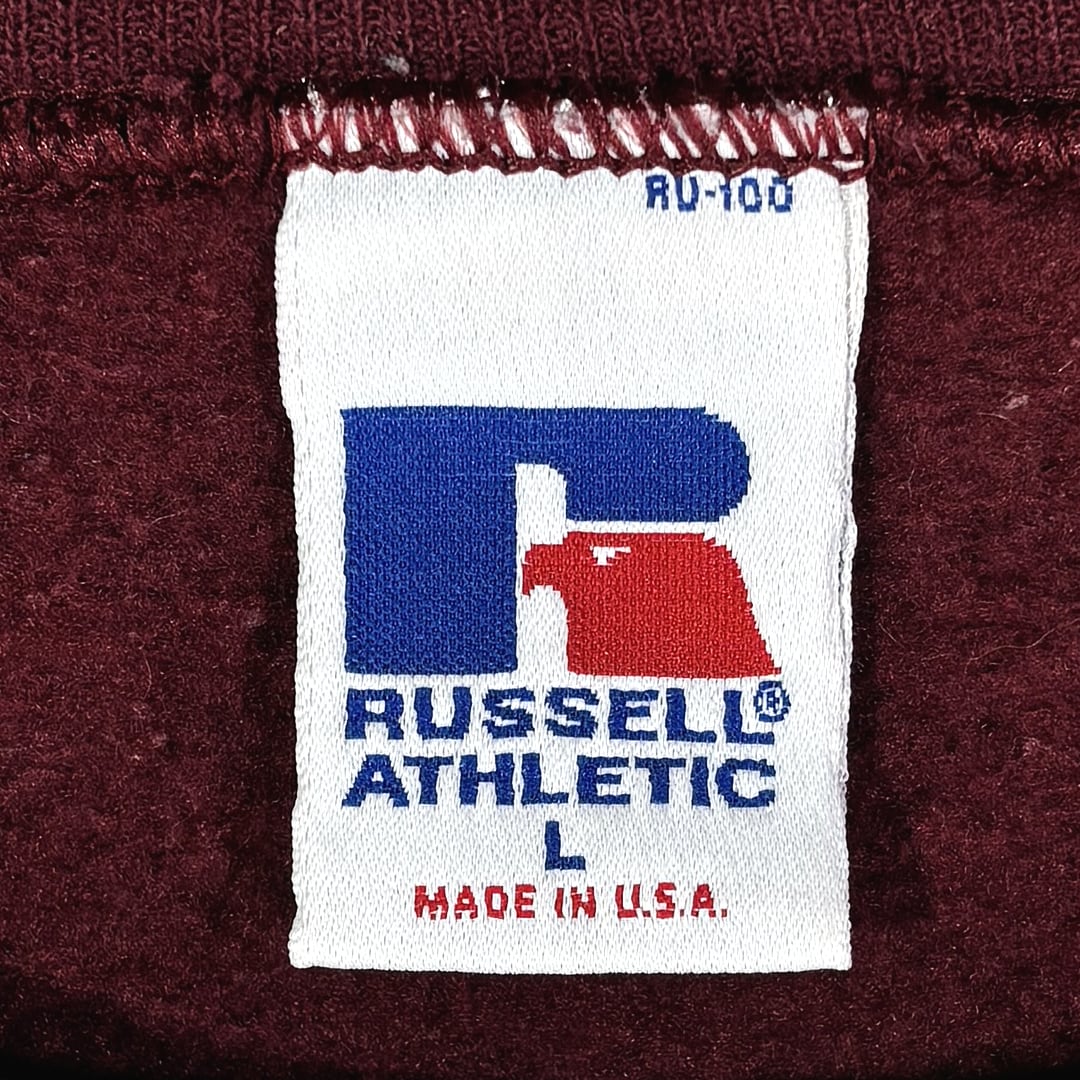 RU-100
RUSSELL®
ATHLETIC
L
MADE IN U.S.A.